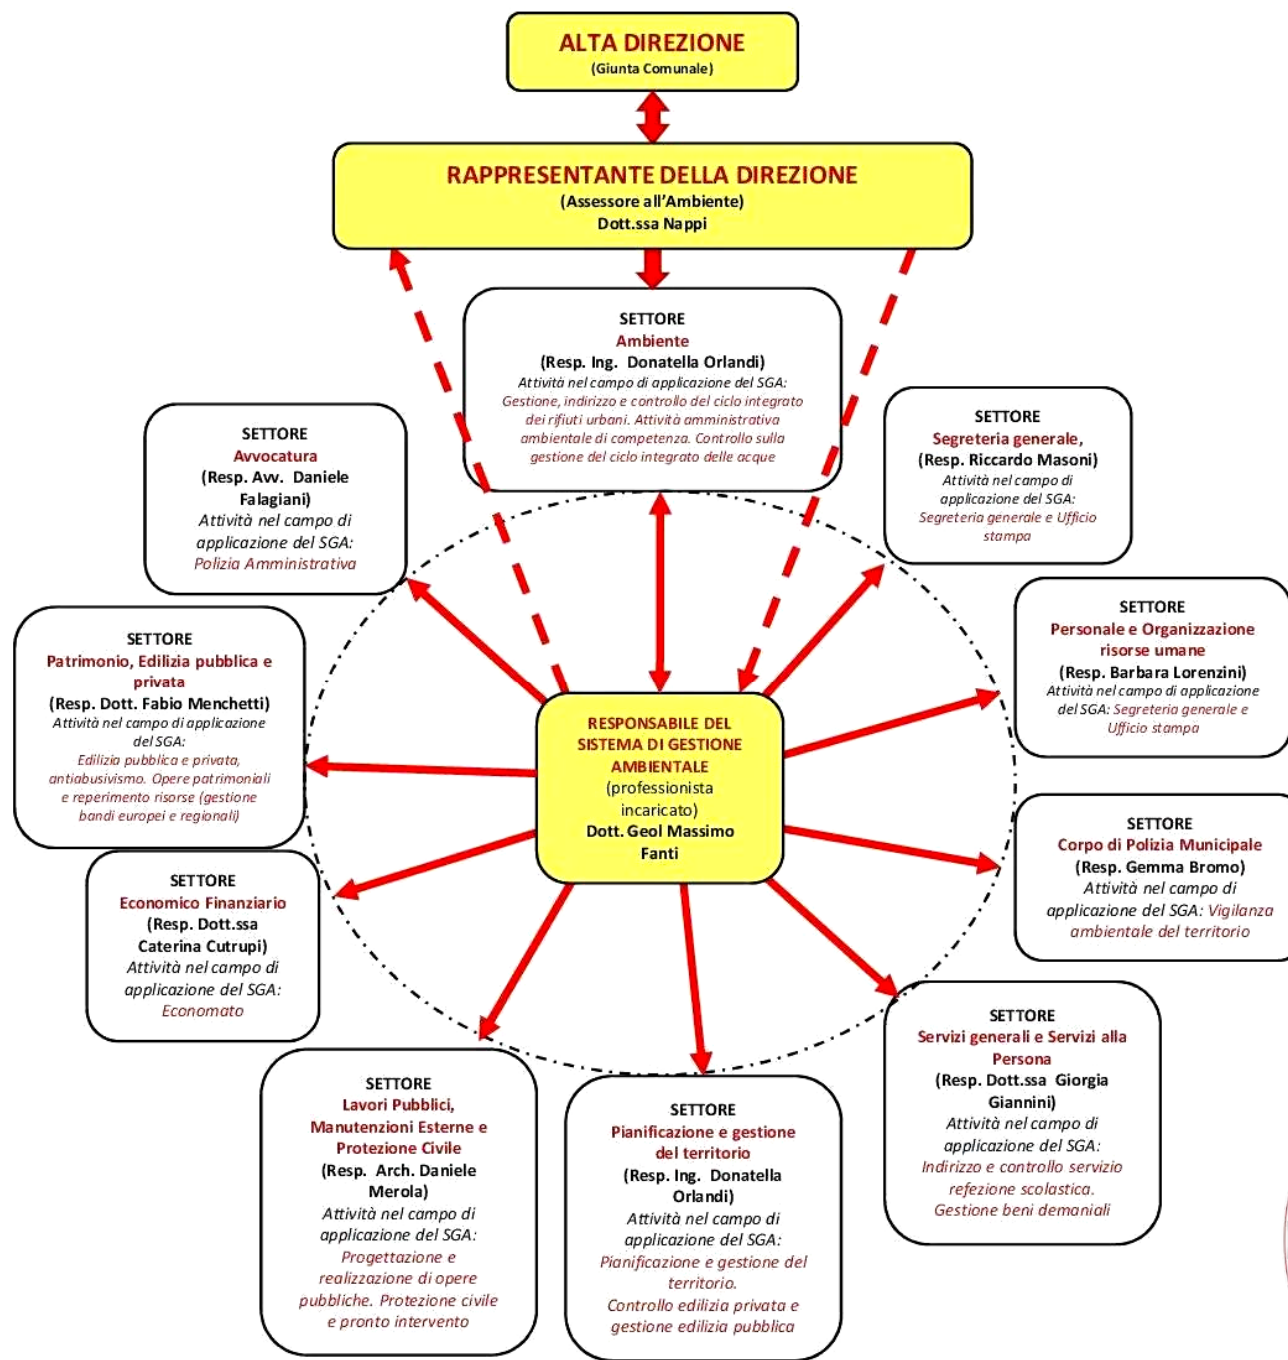 ALTA DIREZIONE
(Giunta Comunale)
RAPPRESENTANTE DELLA DIREZIONE
(Assessore all'Ambiente)
Dott.ssa Nappi
SETTORE
Ambiente
(Resp. Ing. Donatella Orlandi)
Attività nel campo di applicazione del SGA:
Gestione, indirizzo e controllo del ciclo integrato
dei rifiuti urbani. Attività amministrativa
ambientale di competenza. Controllo sulla
gestione del ciclo integrato delle acque
SETTORE
Avvocatura
(Resp. Avv. Daniele
Falagiani)
Attività nel campo di
applicazione del SGA:
Polizia Amministrativa
SETTORE
Segreteria generale,
(Resp. Riccardo Masoni)
Attività nel campo di
applicazione del SGA:
Segreteria generale e Ufficio
stampa
SETTORE
Patrimonio, Edilizia pubblica e
privata
(Resp. Dott. Fabio Menchetti)
Attività nel campo di applicazione
del SGA:
Edilizia pubblica e privata,
antiabusivismo. Opere patrimoniali
e reperimento risorse (gestione
bandi europei e regionali)
SETTORE
Personale e Organizzazione
risorse umane
(Resp. Barbara Lorenzini)
Attività nel campo di applicazione
del SGA: Segreteria generale e
Ufficio stampa
RESPONSABILE DEL
SISTEMA DI GESTIONE
AMBIENTALE
(professionista
incaricato)
Dott. Geol Massimo
Fanti
SETTORE
Corpo di Polizia Municipale
(Resp. Gemma Bromo)
Attività nel campo di
applicazione del SGA: Vigilanza
ambientale del territorio
SETTORE
Economico Finanziario
(Resp. Dott.ssa
Caterina Cutrupi)
Attività nel campo di
applicazione del SGA:
Economato
SETTORE
Servizi generali e Servizi alla
Persona
(Resp. Dott.ssa Giorgia
Giannini)
Attività nel campo di
applicazione del SGA:
Indirizzo e controllo servizio
refezione scolastica.
Gestione beni demaniali
SETTORE
Lavori Pubblici,
Manutenzioni Esterne e
Protezione Civile
(Resp. Arch. Daniele
Merola)
Attività nel campo di
applicazione del SGA:
Progettazione e
realizzazione di opere
pubbliche. Protezione civile
e pronto intervento
SETTORE
Pianificazione e gestione
del territorio
(Resp. Ing. Donatella
Orlandi)
Attività nel campo di
applicazione del SGA:
Pianificazione e gestione del
territorio.
Controllo edilizia privata e
gestione edilizia pubblica